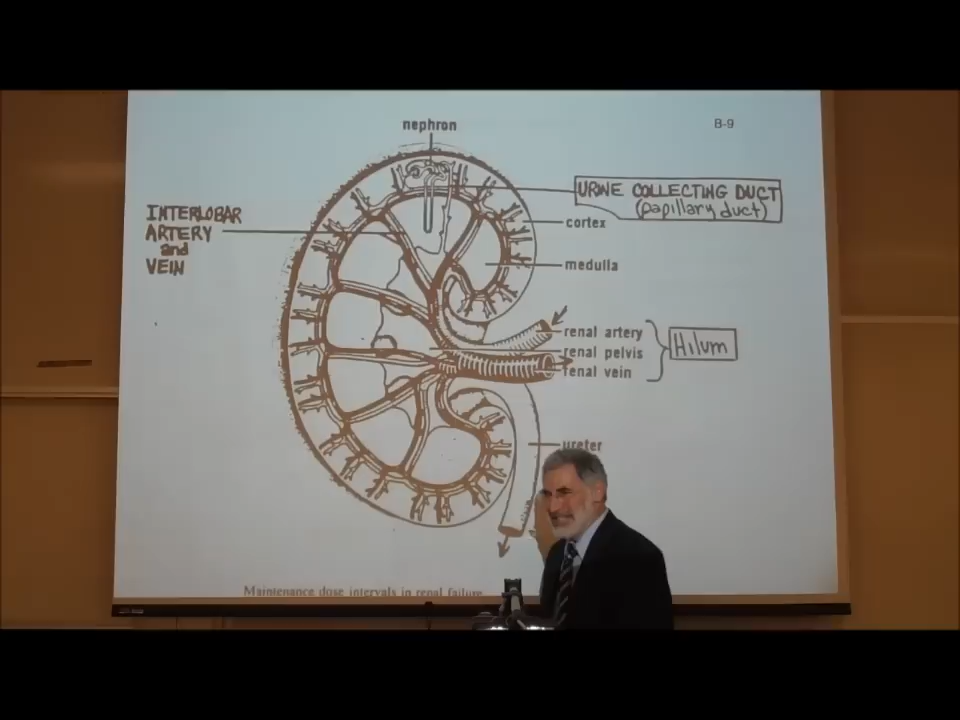 nephron
B-9
URINE COLLECTING DUCT
(papillary duct)
INTERLOBAR
ARTERY
and
VEIN
cortex
medulla
renal artery
renal pelvis
renal vein
Hilum
ureter
Maintenance dose intervals in renal failure